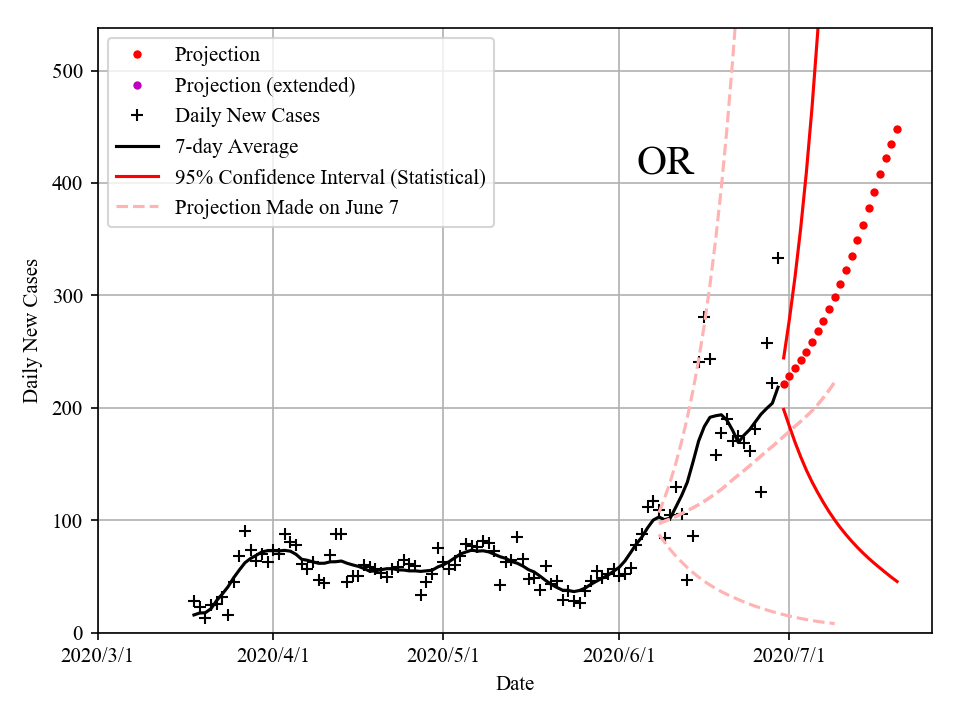 Projection
Projection (extended)
Daily New Cases
7-day Average
95% Confidence Interval (Statistical)
Projection Made on June 7
OR
500
400
300
200
100
0
Daily New Cases
2020/3/1 2020/4/1 2020/5/1 2020/6/1 2020/7/1
Date